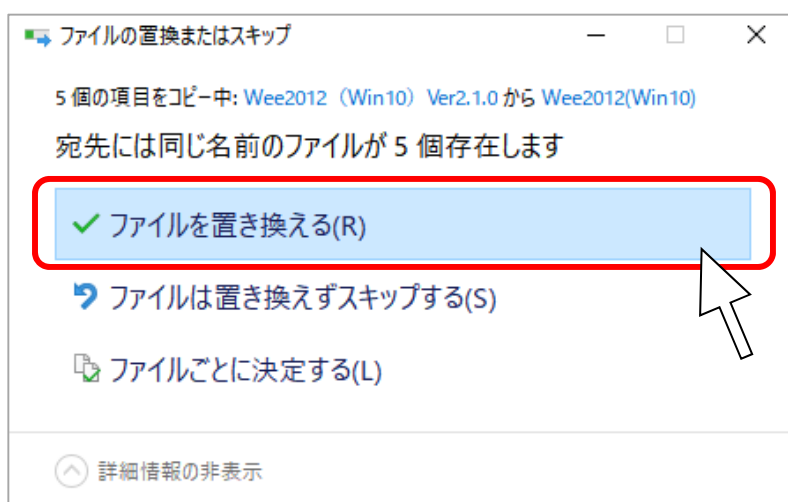 ファイルの置換またはスキップ
5 個の項目をコピー中: Wee2012（Win10）Ver2.1.0 から Wee2012(Win10)
宛先には同じ名前のファイルが 5 個存在します
ファイルを置き換える(R)
ファイルは置き換えずスキップする(S)
ファイルごとに決定する(L)
詳細情報の非表示